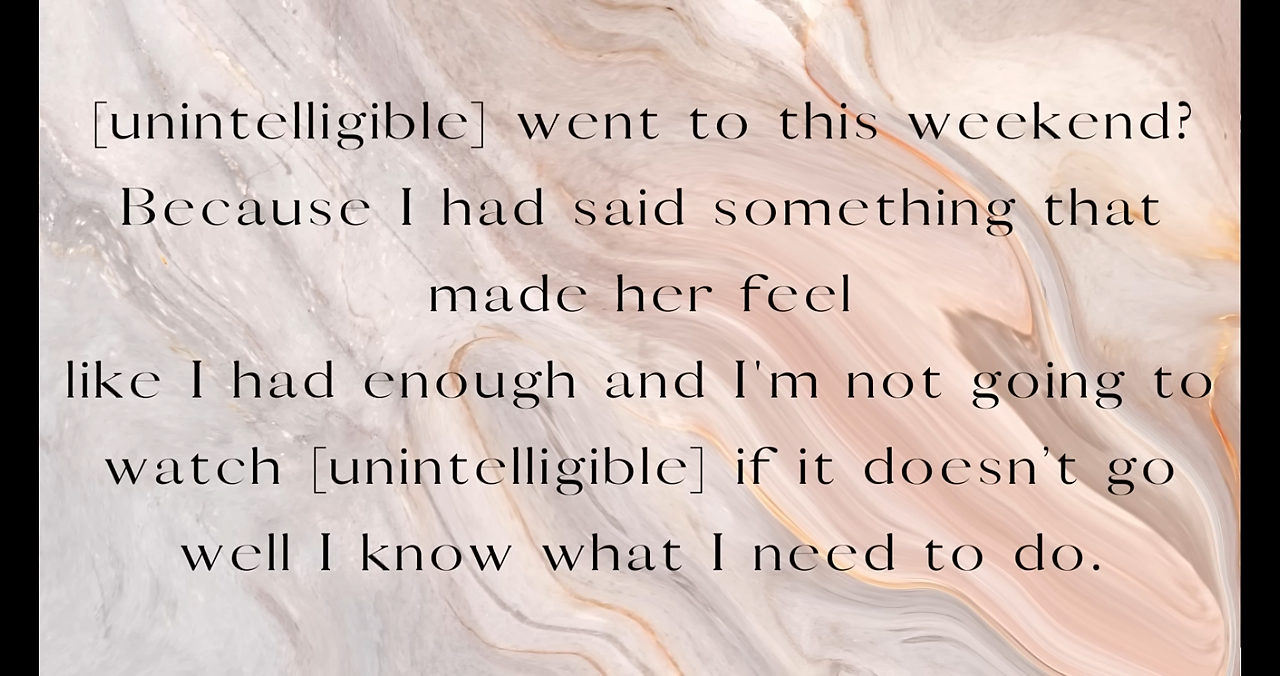 [unintelligible] went to this weekend?
Because I had said something that
made her feel
like I had enough and I'm not going to
watch [unintelligible] if it doesn’t go
well I know what I need to do.